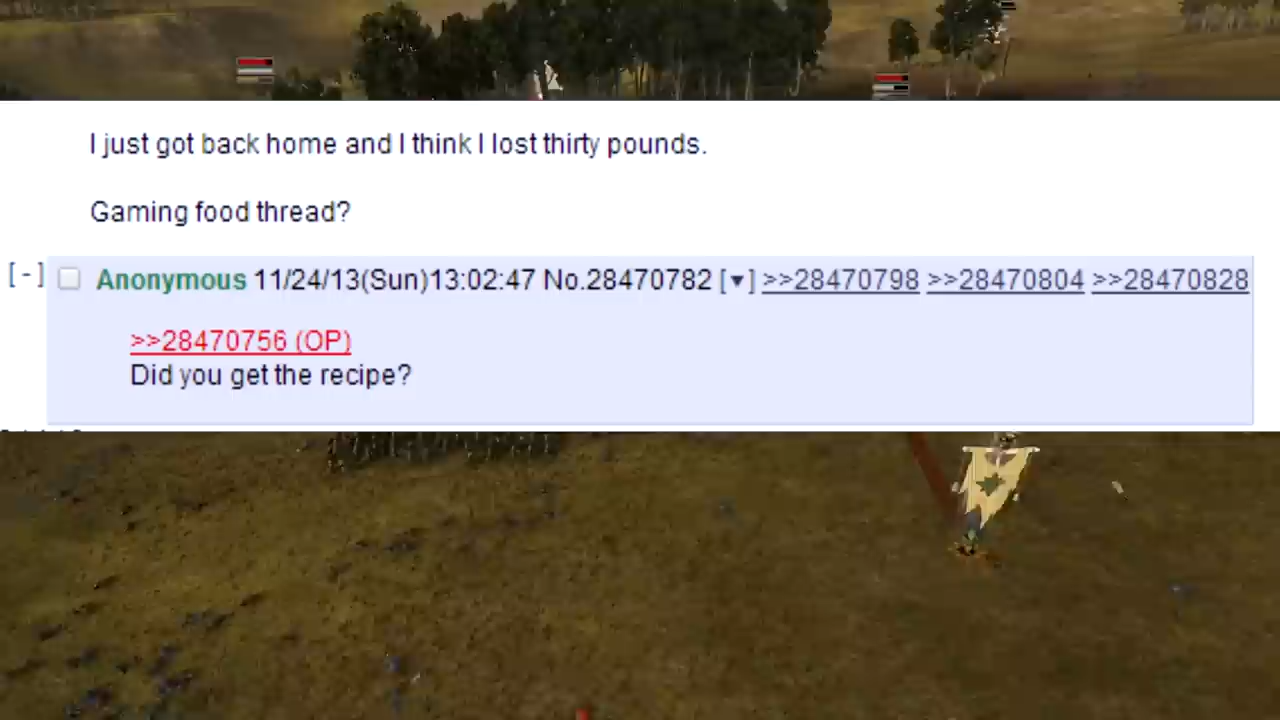 I just got back home and I think I lost thirty pounds.
Gaming food thread?
[ - ] Anonymous 11/24/13(Sun)13:02:47 No.28470782 [▼] >>28470798 >>28470804 >>28470828
>>28470756 (OP)
Did you get the recipe?